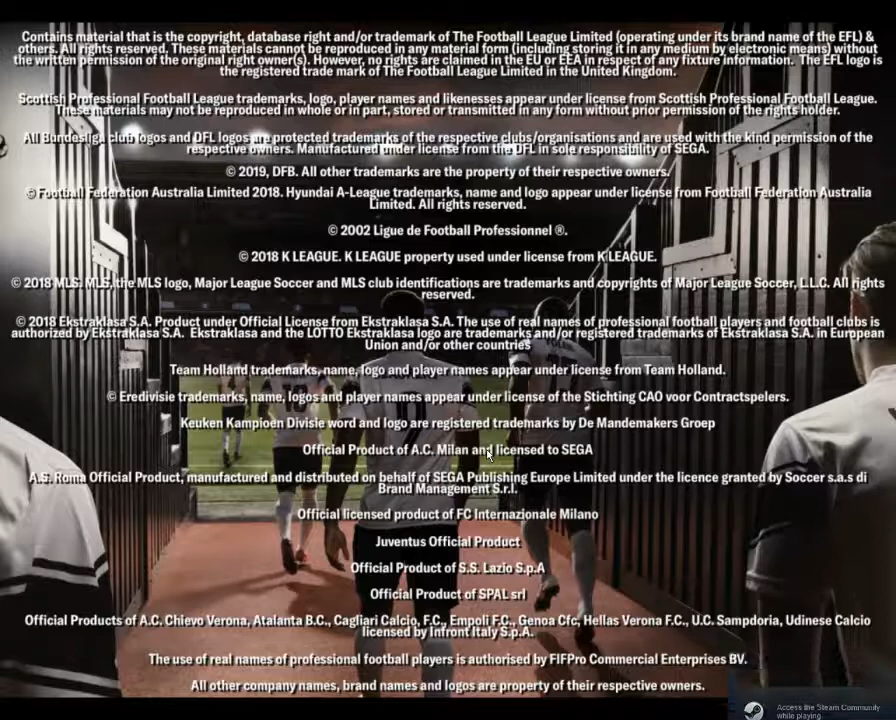 Contains material that is the copyright, database right and/or trademark of The Football League Limited (operating under its brand name of the EFL) &
others. All rights reserved. These materials cannot be reproduced in any material form (including storing it in any medium by electronic means) without
the written permission of the original right owner(s). However, no rights are claimed in the EU or EEA in respect of any fixture information. The EFL logo is
the registered trade mark of The Football League Limited in the United Kingdom.
Scottish Professional Football League trademarks, logo, player names and likenesses appear under license from Scottish Professional Football League.
These materials may not be reproduced in whole or in part, stored or transmitted in any form without prior permission of the rights holder.
All Bundesliga club logos and DFL logos are protected trademarks of the respective clubs/organisations and are used with the kind permission of the
respective owners. Manufactured under license from the DFL in sole responsibility of SEGA.
© 2019, DFB. All other trademarks are the property of their respective owners.
© Football Federation Australia Limited 2018. Hyundai A-League trademarks, name and logo appear under license from Football Federation Australia
Limited. All rights reserved.
© 2002 Ligue de Football Professionnel ®.
© 2018 K LEAGUE. K LEAGUE property used under license from K LEAGUE.
© 2018 MLS. MLS, the MLS logo, Major League Soccer and MLS club identifications are trademarks and copyrights of Major League Soccer, L.L.C. All rights
reserved.
© 2018 Ekstraklasa S.A. Product under Official License from Ekstraklasa S.A. The use of real names of professional football players and football clubs is
authorized by Ekstraklasa S.A. Ekstraklasa and the LOTTO Ekstraklasa logo are trademarks and/or registered trademarks of Ekstraklasa S.A. in European
Union and/or other countries
Team Holland trademarks, name, logo and player names appear under license from Team Holland.
© Eredivisie trademarks, name, logos and player names appear under license of the Stichting CAO voor Contractspelers.
Keuken Kampioen Divisie word and logo are registered trademarks by De Mandemakers Groep
Official Product of A.C. Milan and licensed to SEGA
A.S. Roma Official Product, manufactured and distributed on behalf of SEGA Publishing Europe Limited under the licence granted by Soccer s.a.s di
Brand Management S.r.l.
Official licensed product of FC Internazionale Milano
Juventus Official Product
Official Product of S.S. Lazio S.p.A
Official Product of SPAL srl
Official Products of A.C. Chievo Verona, Atalanta B.C., Cagliari Calcio, F.C., Empoli F.C., Genoa Cfc, Hellas Verona F.C., U.C. Sampdoria, Udinese Calcio
licensed by Infront Italy S.p.A.
The use of real names of professional football players is authorised by FIFPro Commercial Enterprises BV.
All other company names, brand names and logos are property of their respective owners.
Access the Steam Community
while playing.